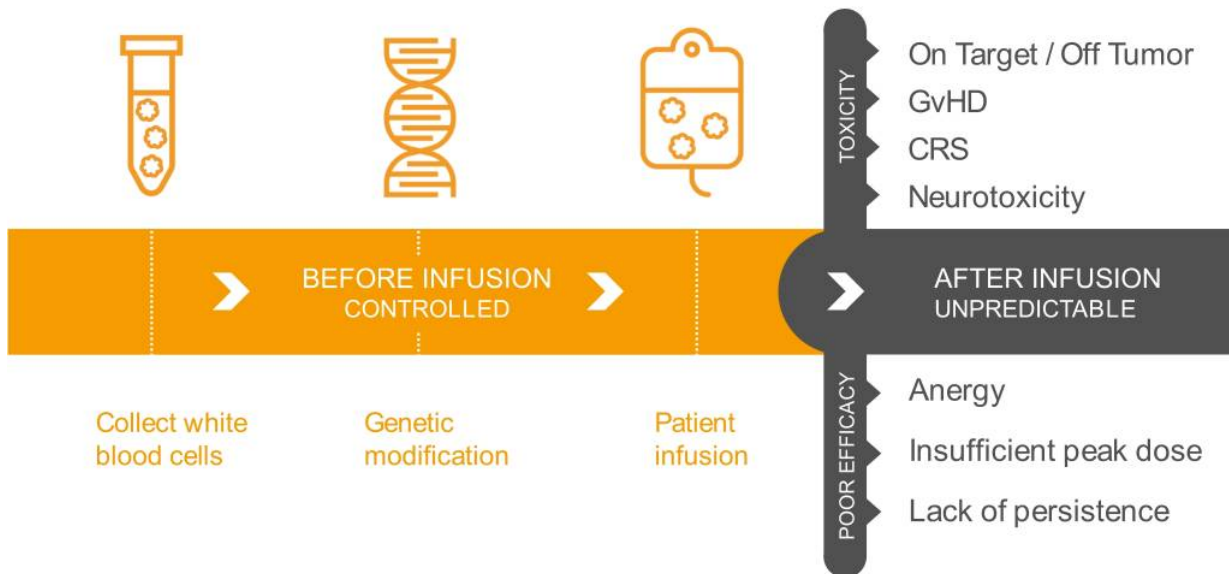 TOXICITY
On Target / Off Tumor
GvHD
CRS
Neurotoxicity
BEFORE INFUSION
CONTROLLED
AFTER INFUSION
UNPREDICTABLE
Collect white
blood cells
Genetic
modification
Patient
infusion
POOR EFFICACY
Anergy
Insufficient peak dose
Lack of persistence